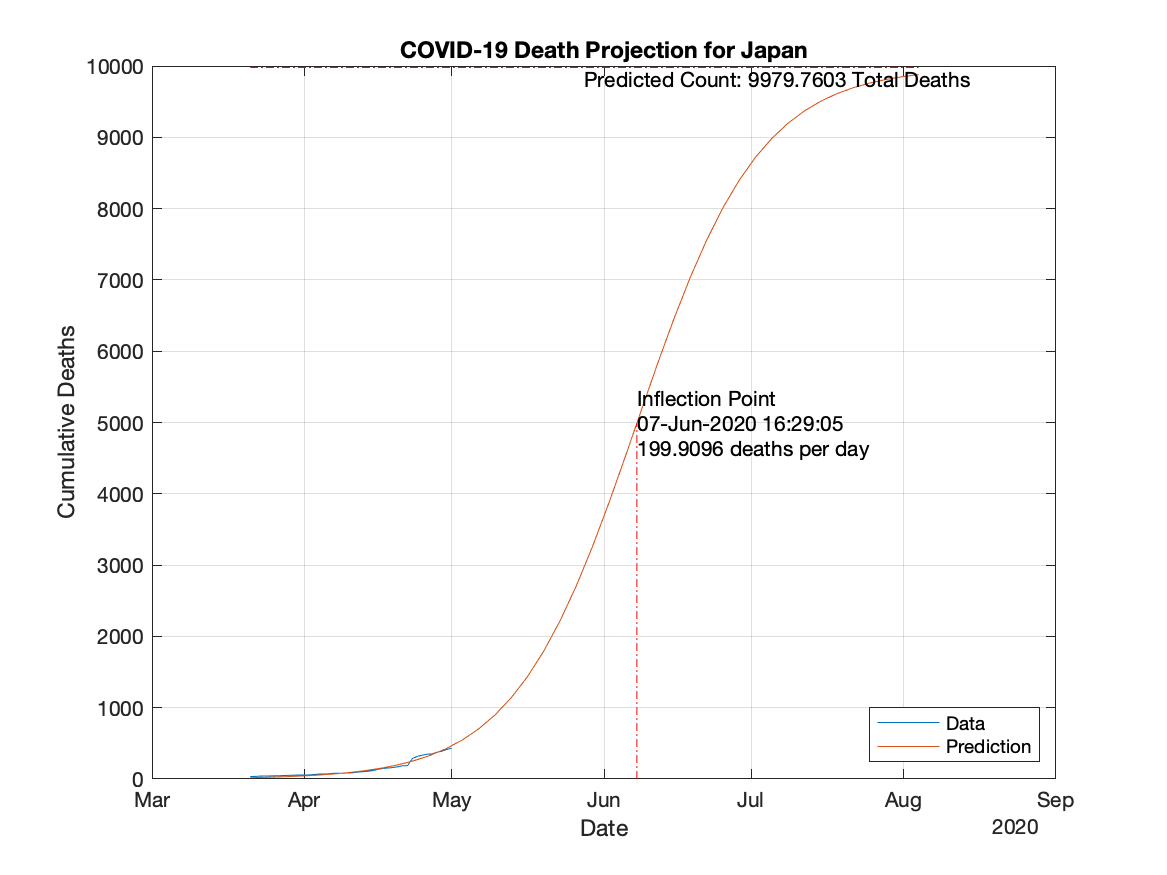 COVID-19 Death Projection for Japan
10000
Predicted Count: 9979.7603 Total Deaths
9000
8000
7000
6000
5000
4000
3000
2000
1000
0
Cumulative Deaths
Inflection Point
07-Jun-2020 16:29:05
199.9096 deaths per day
Data
Prediction
Mar Apr May Jun Jul Aug Sep
Date
2020